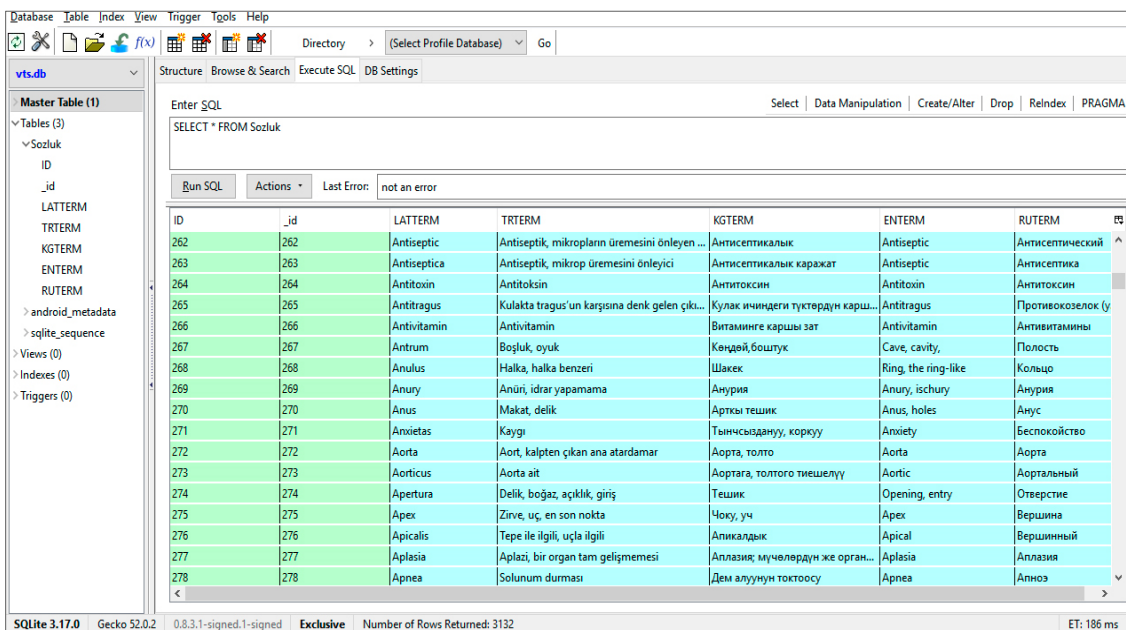 Database Table Index View Trigger Tools Help
f(x) Directory > (Select Profile Database) Go
vts.db Structure Browse & Search Execute SQL DB Settings
Master Table (1)
Tables (3)
Sozluk
ID
_id
LATTERM
TRTERM
KGTERM
ENTERM
RUTERM
android_metadata
sqlite_sequence
Views (0)
Indexes (0)
Triggers (0)
Enter SQL Select Data Manipulation Create/Alter Drop ReIndex PRAGMA
SELECT * FROM Sozluk
Run SQL Actions Last Error: not an error
ID _id LATTERM TRTERM KGTERM ENTERM RUTERM
262 262 Antiseptic Antiseptik, mikropların üremesini önleyen ... Антисептикалык Antiseptic Антисептический
263 263 Antiseptica Antiseptik, mikrop üremesini önleyici Антисептикалык каражат Antiseptic Антисептика
264 264 Antitoxin Antitoksin Антитоксин Antitoxin Антитоксин
265 265 Antitragus Kulakta tragus'un karşısına denk gelen çıkı... Кулак ичиндеги түктөрдүн карш... Antitragus Противокозелок (у
266 266 Antivitamin Antivitamin Витаминге каршы зат Antivitamin Антивитамины
267 267 Antrum Boşluk, oyuk Көңдөй,боштук Cave, cavity, Полость
268 268 Anulus Halka, halka benzeri Шакек Ring, the ring-like Кольцо
269 269 Anury Anüri, idrar yapamama Анурия Anury, ischury Анурия
270 270 Anus Makat, delik Арткы тешик Anus, holes Анус
271 271 Anxietas Kaygı Тынчсыздануу, коркуу Anxiety Беспокойство
272 272 Aorta Aort, kalpten çıkan ana atardamar Аорта, толто Aorta Аорта
273 273 Aorticus Aorta ait Аортага, толтого тиешелүү Aortic Аортальный
274 274 Apertura Delik, boğaz, açıklık, giriş Тешик Opening, entry Отверстие
275 275 Apex Zirve, uç, en son nokta Чоку, уч Apex Вершина
276 276 Apicalis Tepe ile ilgili, uçla ilgili Апикалдык Apical Вершинный
277 277 Aplasia Aplazi, bir organ tam gelişmemesi Аплазия; мүчөлөрдүн же орган... Aplasia Аплазия
278 278 Apnea Solunum durması Дем алуунун токтоосу Apnea Апноэ
SQLite 3.17.0 Gecko 52.0.2 0.8.3.1-signed.1-signed Exclusive Number of Rows Returned: 3132 ET: 186 ms